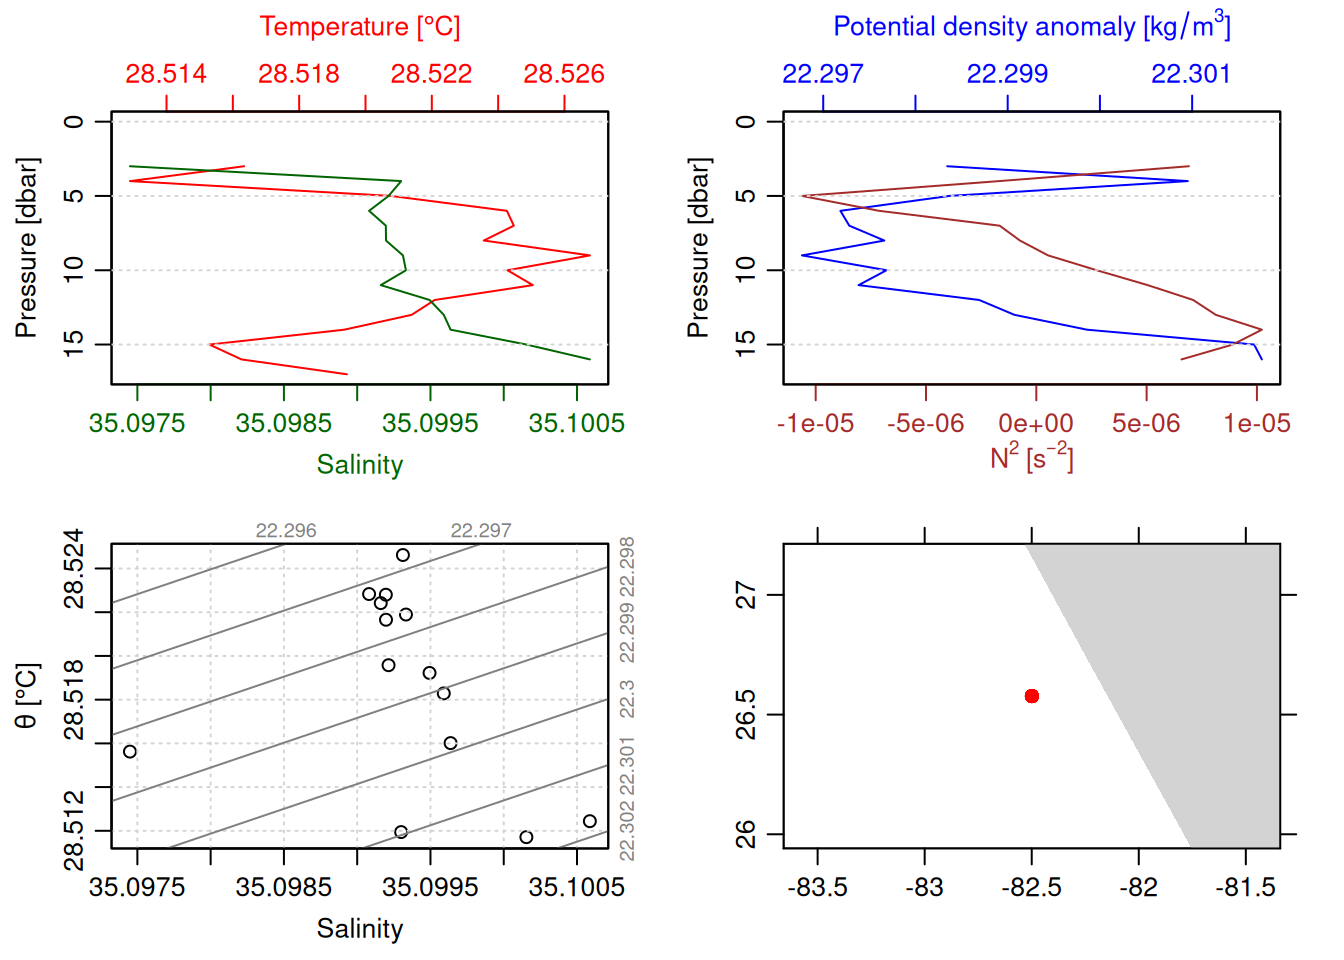 Temperature [°C]
28.514 28.518 28.522 28.526
Pressure [dbar]
0
5
10
15
35.0975 35.0985 35.0995 35.1005
Salinity
Potential density anomaly [kg/m³]
22.297 22.299 22.301
Pressure [dbar]
0
5
10
15
-1e-05 -5e-06 0e+00 5e-06 1e-05
N² [s⁻²]
22.296 22.297
22.298
22.299
22.3
22.301
22.302
θ [°C]
28.524
28.518
28.512
35.0975 35.0985 35.0995 35.1005
Salinity
27
26.5
26
-83.5 -83 -82.5 -82 -81.5